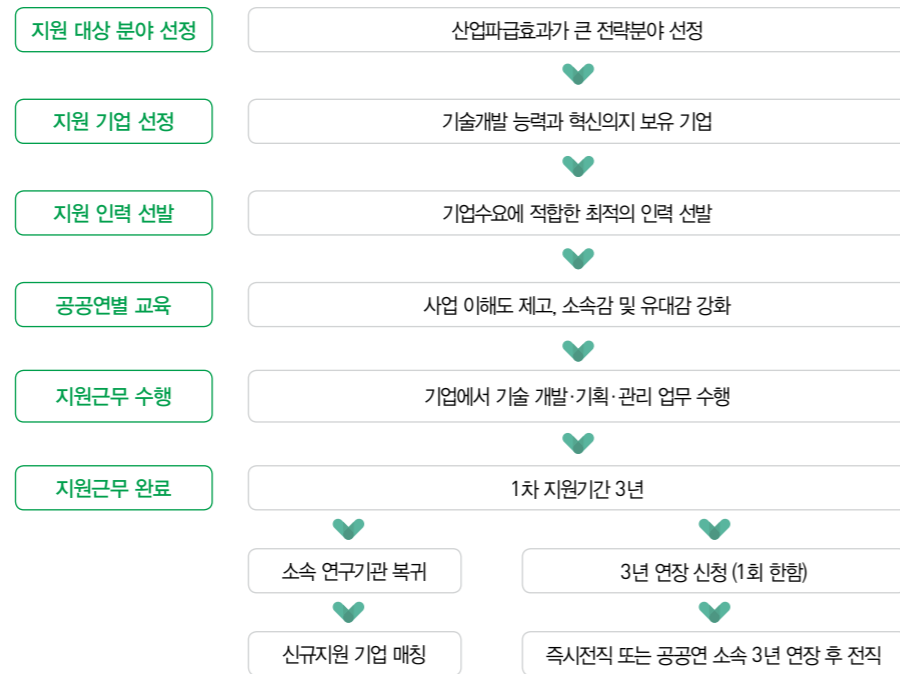 지원 대상 분야 선정
산업파급효과가 큰 전략분야 선정
지원 기업 선정
기술개발 능력과 혁신의지 보유 기업
지원 인력 선발
기업수요에 적합한 최적의 인력 선발
공공연별 교육
사업 이해도 제고, 소속감 및 유대감 강화
지원근무 수행
기업에서 기술 개발·기획·관리 업무 수행
지원근무 완료
1차 지원기간 3년
소속 연구기관 복귀
3년 연장 신청 (1회 한함)
신규지원 기업 매칭
즉시전직 또는 공공연 소속 3년 연장 후 전직